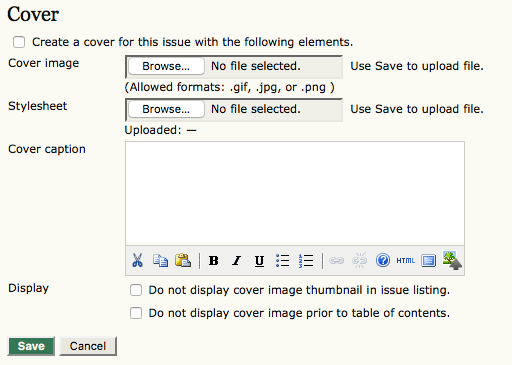 Cover
Create a cover for this issue with the following elements.
Cover image Browse... No file selected. Use Save to upload file.
(Allowed formats: .gif, .jpg, or .png )
Stylesheet Browse... No file selected. Use Save to upload file.
Uploaded: —
Cover caption
B I U HTML
Display Do not display cover image thumbnail in issue listing.
Do not display cover image prior to table of contents.
Save Cancel